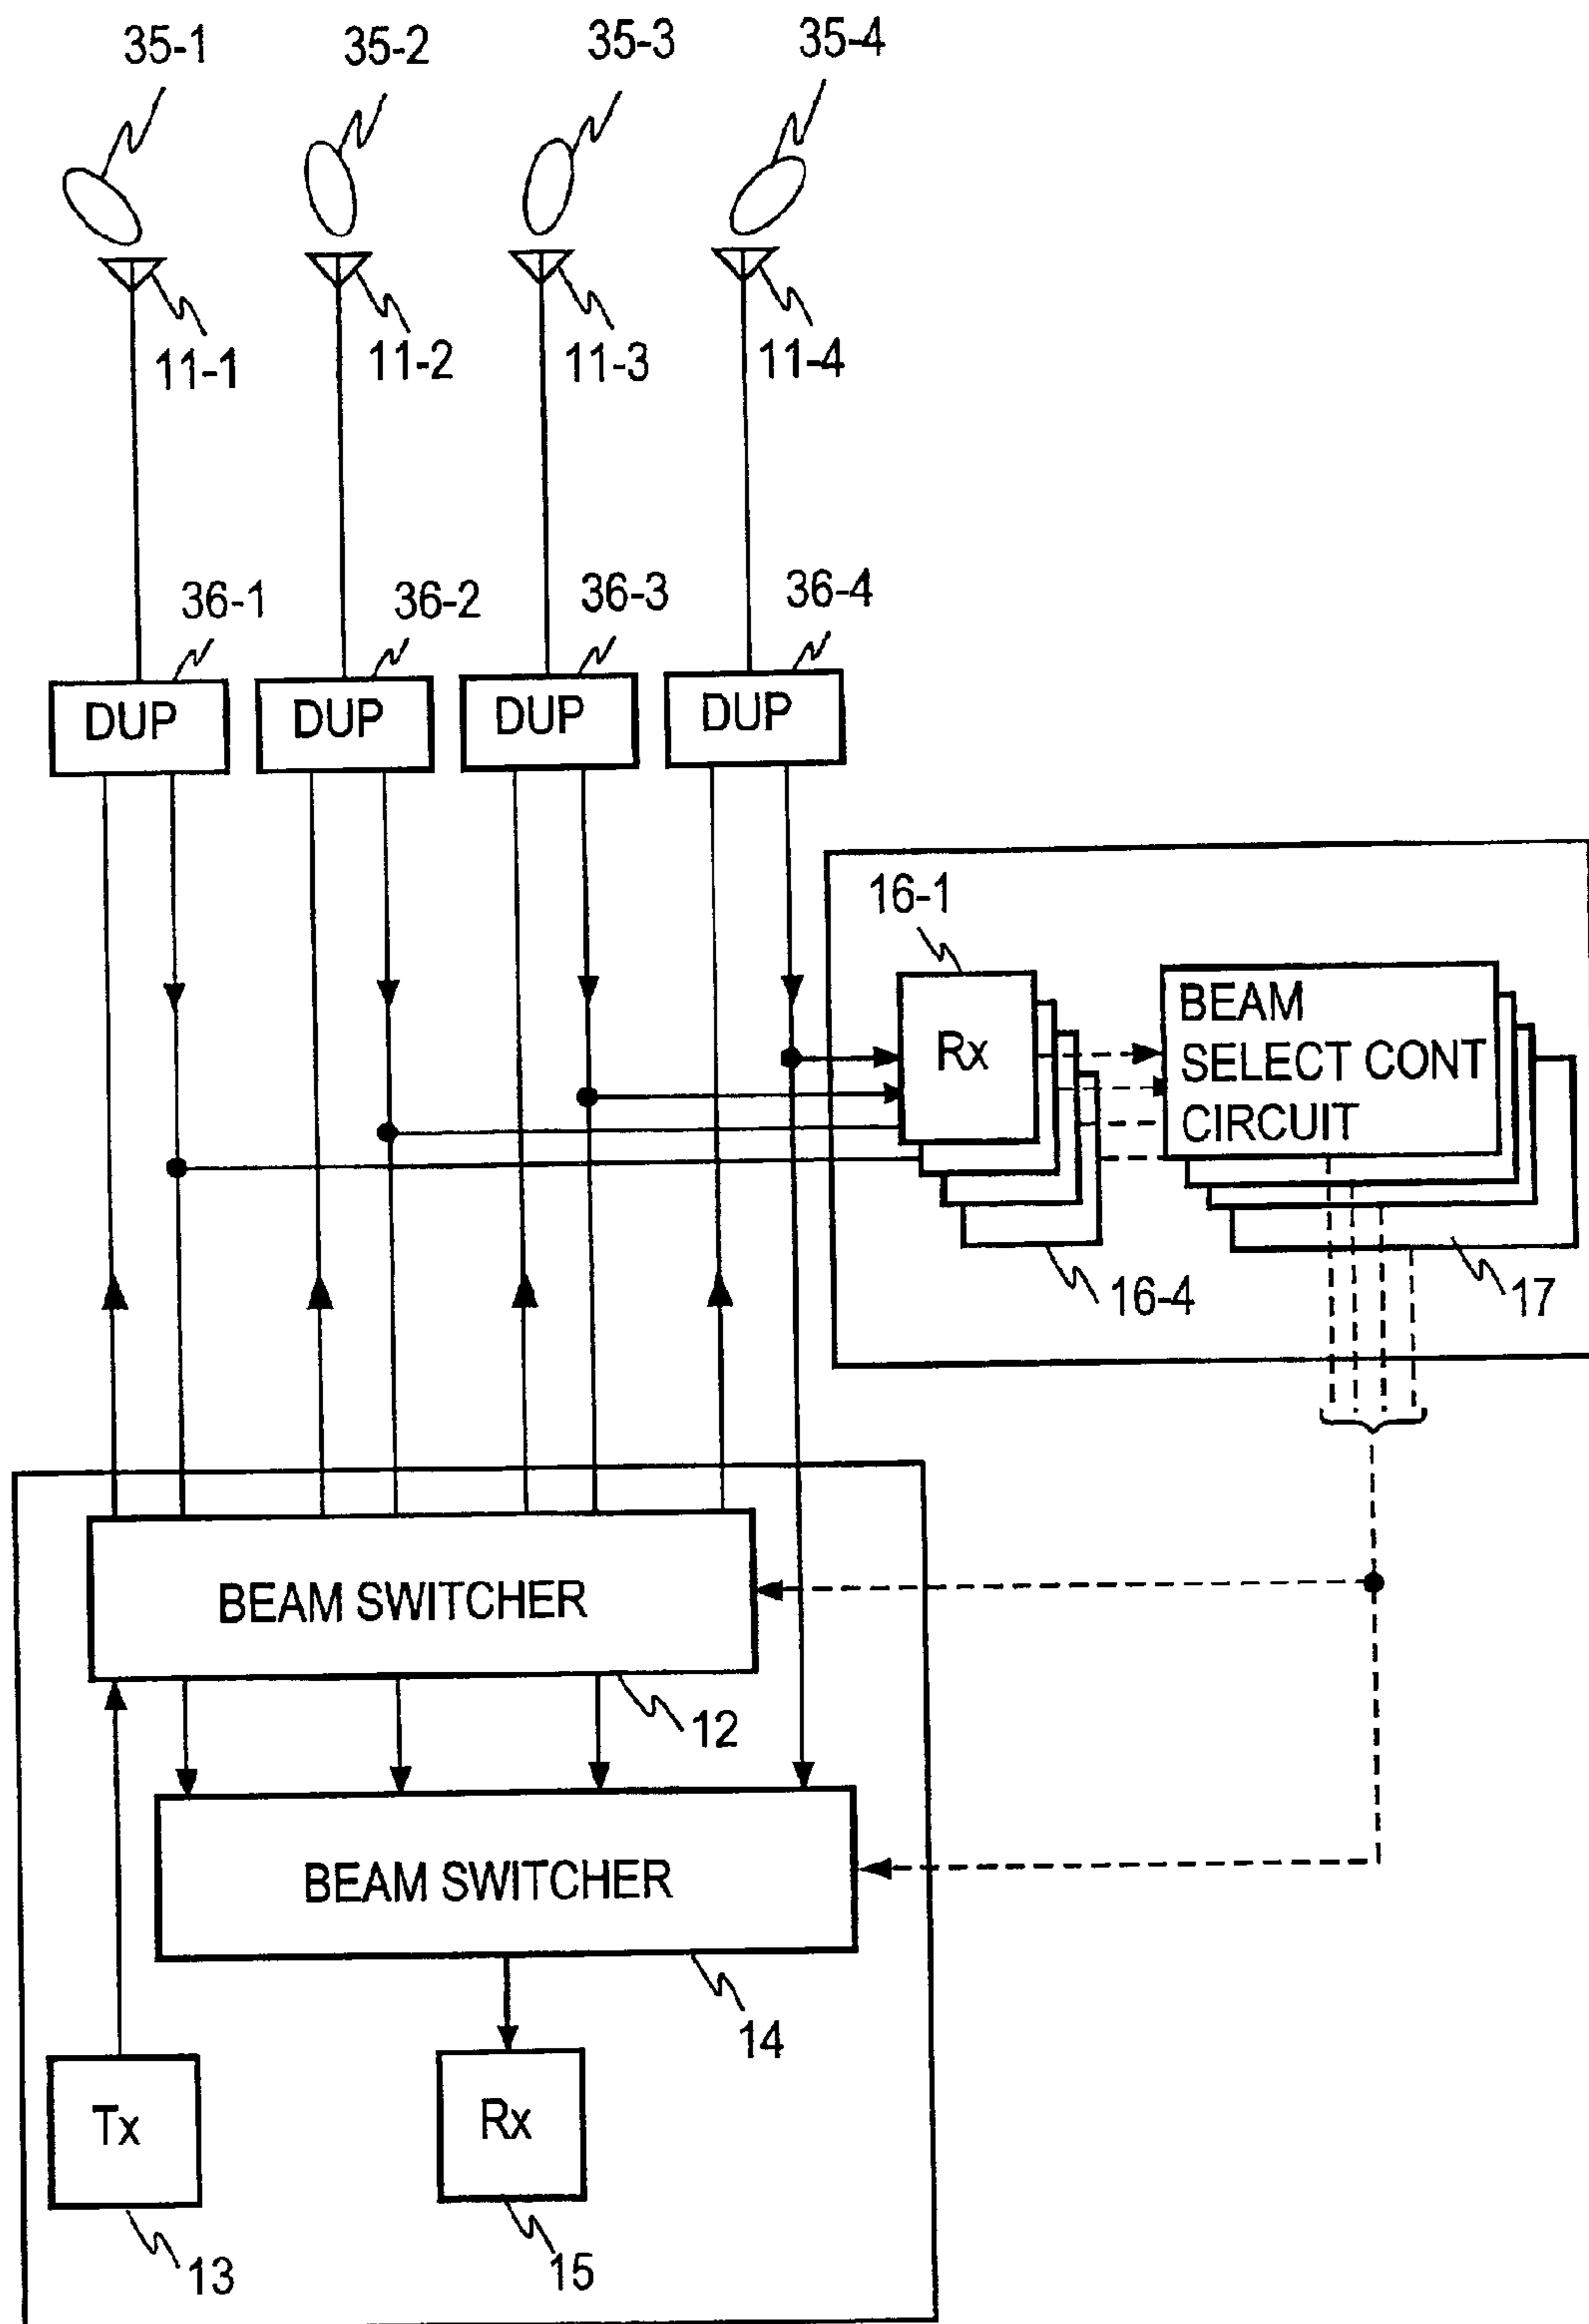 35-1
35-2
35-3
35-4
11-1
11-2
11-3
11-4
36-1
36-2
36-3
36-4
DUP
DUP
DUP
DUP
16-1
Rx
BEAM
SELECT CONT
CIRCUIT
16-4
17
BEAM SWITCHER
12
BEAM SWITCHER
14
Tx
Rx
13
15